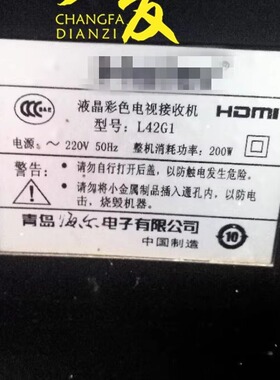 发
CHANGFA
DIANZI
液晶彩色电视接收机
HDMI
型号：L42G1
电源：～220V 50Hz 整机消耗功率：200W
警告：·请勿自行打开后盖，以防触电发生危险。
·请勿将小金属制品插入通孔内，以防电
击，烧毁机器。
青岛 电子有限公司
中国制造
10